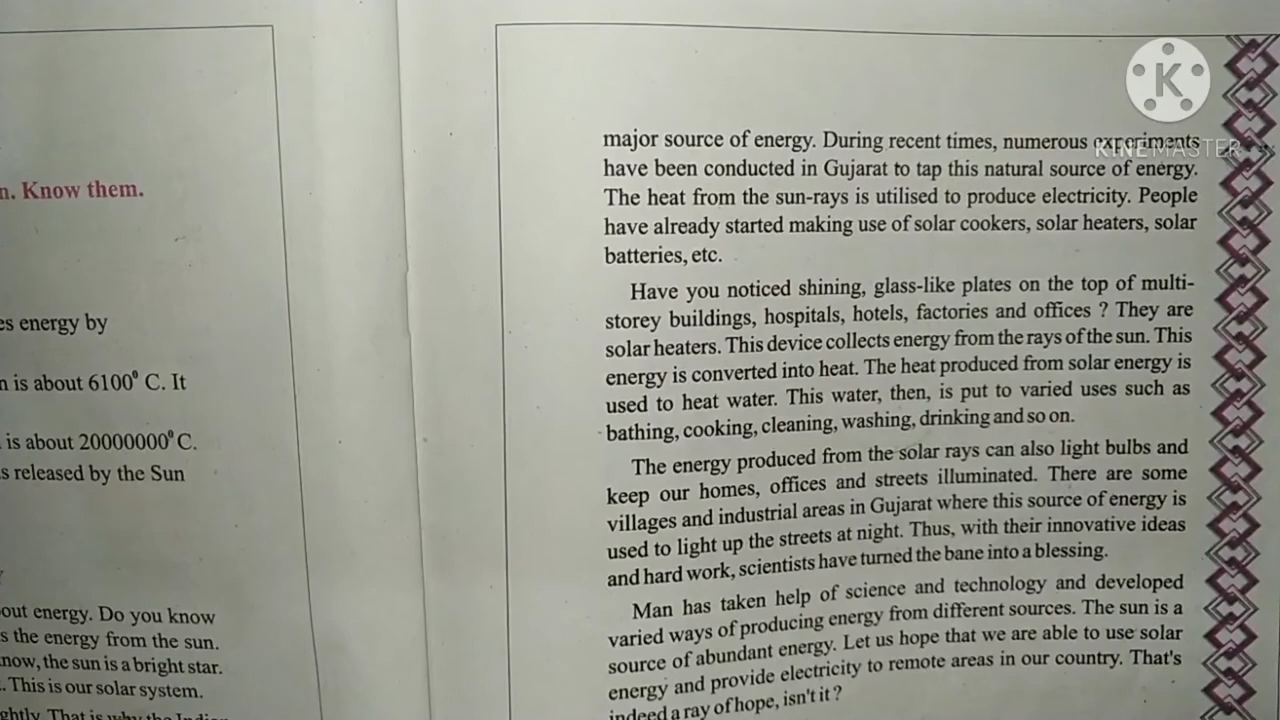 n. Know them.
es energy by
n is about 6100⁰ C. It
is about 20000000⁰ C.
s released by the Sun
out energy. Do you know
s the energy from the sun.
now, the sun is a bright star.
. This is our solar system.
ghtly. That is why the Indian
K
KINEMASTER
major source of energy. During recent times, numerous experiments
have been conducted in Gujarat to tap this natural source of energy.
The heat from the sun-rays is utilised to produce electricity. People
have already started making use of solar cookers, solar heaters, solar
batteries, etc.
Have you noticed shining, glass-like plates on the top of multi-
storey buildings, hospitals, hotels, factories and offices ? They are
solar heaters. This device collects energy from the rays of the sun. This
energy is converted into heat. The heat produced from solar energy is
used to heat water. This water, then, is put to varied uses such as
bathing, cooking, cleaning, washing, drinking and so on.
The energy produced from the solar rays can also light bulbs and
keep our homes, offices and streets illuminated. There are some
villages and industrial areas in Gujarat where this source of energy is
used to light up the streets at night. Thus, with their innovative ideas
and hard work, scientists have turned the bane into a blessing.
Man has taken help of science and technology and developed
varied ways of producing energy from different sources. The sun is a
source of abundant energy. Let us hope that we are able to use solar
energy and provide electricity to remote areas in our country. That's
indeed a ray of hope, isn't it ?